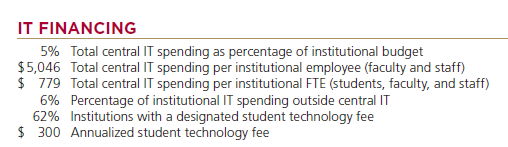 IT FINANCING
5% Total central IT spending as percentage of institutional budget
$5,046 Total central IT spending per institutional employee (faculty and staff)
$ 779 Total central IT spending per institutional FTE (students, faculty, and staff)
6% Percentage of institutional IT spending outside central IT
62% Institutions with a designated student technology fee
$ 300 Annualized student technology fee